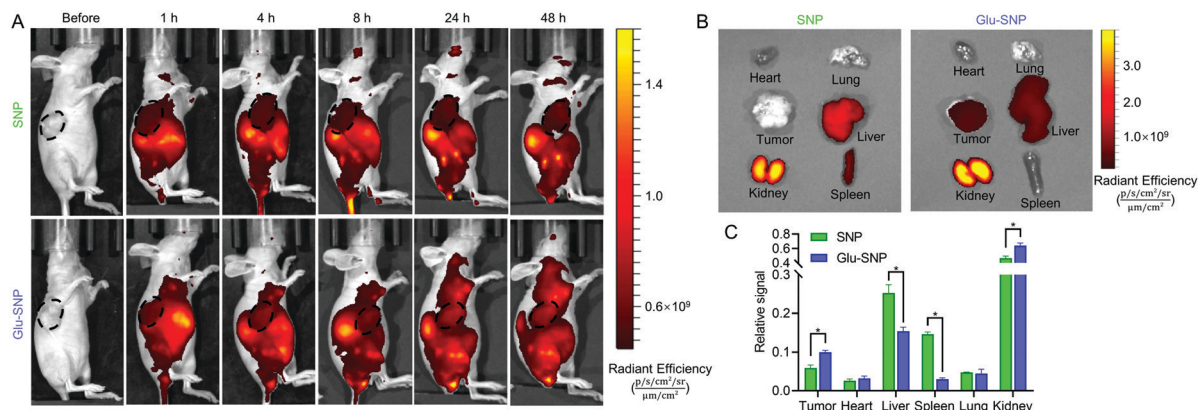 A
Before
1 h
4 h
8 h
24 h
48 h
SNP
Glu-SNP
1.4
1.0
0.6×10⁹
Radiant Efficiency
(p/s/cm²/sr
μm/cm²)
B
SNP
Glu-SNP
Heart
Lung
Tumor
Liver
Kidney
Spleen
Heart
Lung
Tumor
Liver
Kidney
Spleen
3.0
2.0
1.0×10⁹
Radiant Efficiency
(p/s/cm²/sr
μm/cm²)
C
SNP
Glu-SNP
Relative signal
0.8
0.6
0.4
0.3
0.2
0.1
0.0
*
*
*
*
Tumor Heart Liver Spleen Lung Kidney